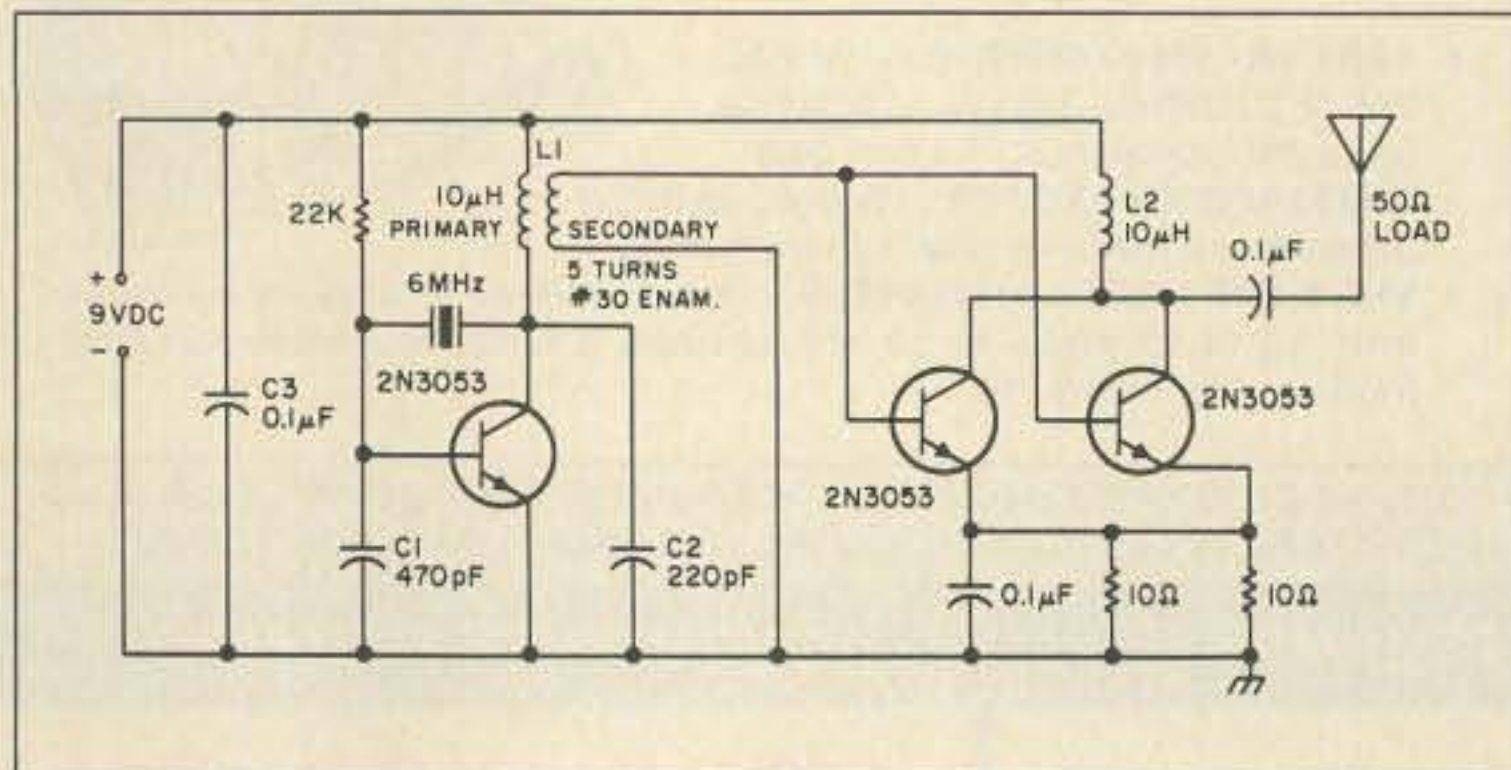 L1
10μH
PRIMARY
SECONDARY
5 TURNS
#30 ENAM.
22K
6MHz
2N3053
+
9VDC
-
C3
0.1μF
C1
470pF
C2
220pF
L2
10μH
0.1μF
50Ω
LOAD
2N3053
2N3053
0.1μF
10Ω
10Ω